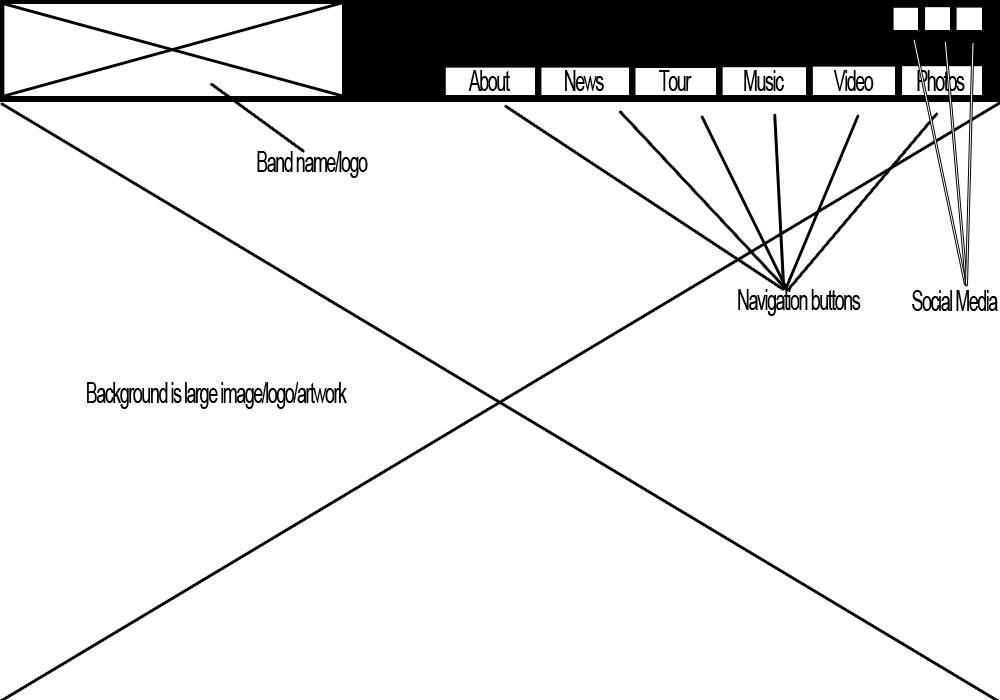 About
News
Tour
Music
Video
Photos
Band name/logo
Navigation buttons
Social Media
Background is large image/logo/artwork